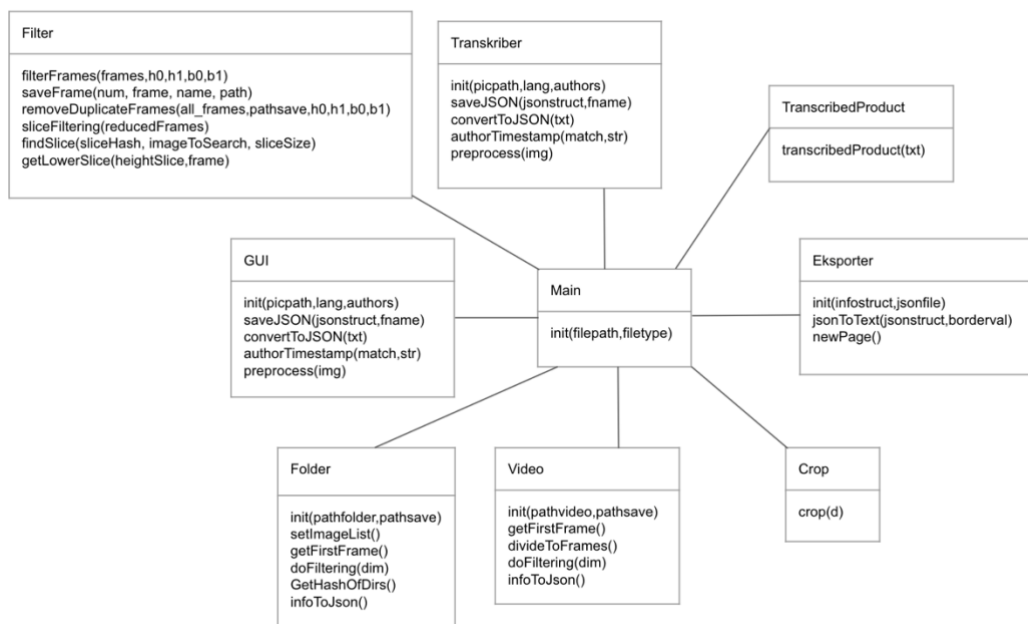 Filter
filterFrames(frames,h0,h1,b0,b1)
saveFrame(num, frame, name, path)
removeDuplicateFrames(all_frames,pathsave,h0,h1,b0,b1)
sliceFiltering(reducedFrames)
findSlice(sliceHash, imageToSearch, sliceSize)
getLowerSlice(heightSlice,frame)
Transkriber
init(picpath,lang,authors)
saveJSON(jsonstruct,fname)
convertToJSON(txt)
authorTimestamp(match,str)
preprocess(img)
TranscribedProduct
transcribedProduct(txt)
GUI
init(picpath,lang,authors)
saveJSON(jsonstruct,fname)
convertToJSON(txt)
authorTimestamp(match,str)
preprocess(img)
Main
init(filepath,filetype)
Eksporter
init(infostruct,jsonfile)
jsonToText(jsonstruct,borderval)
newPage()
Folder
init(pathfolder,pathsave)
setImageList()
getFirstFrame()
doFiltering(dim)
GetHashOfDirs()
infoToJson()
Video
init(pathvideo,pathsave)
getFirstFrame()
divideToFrames()
doFiltering(dim)
infoToJson()
Crop
crop(d)